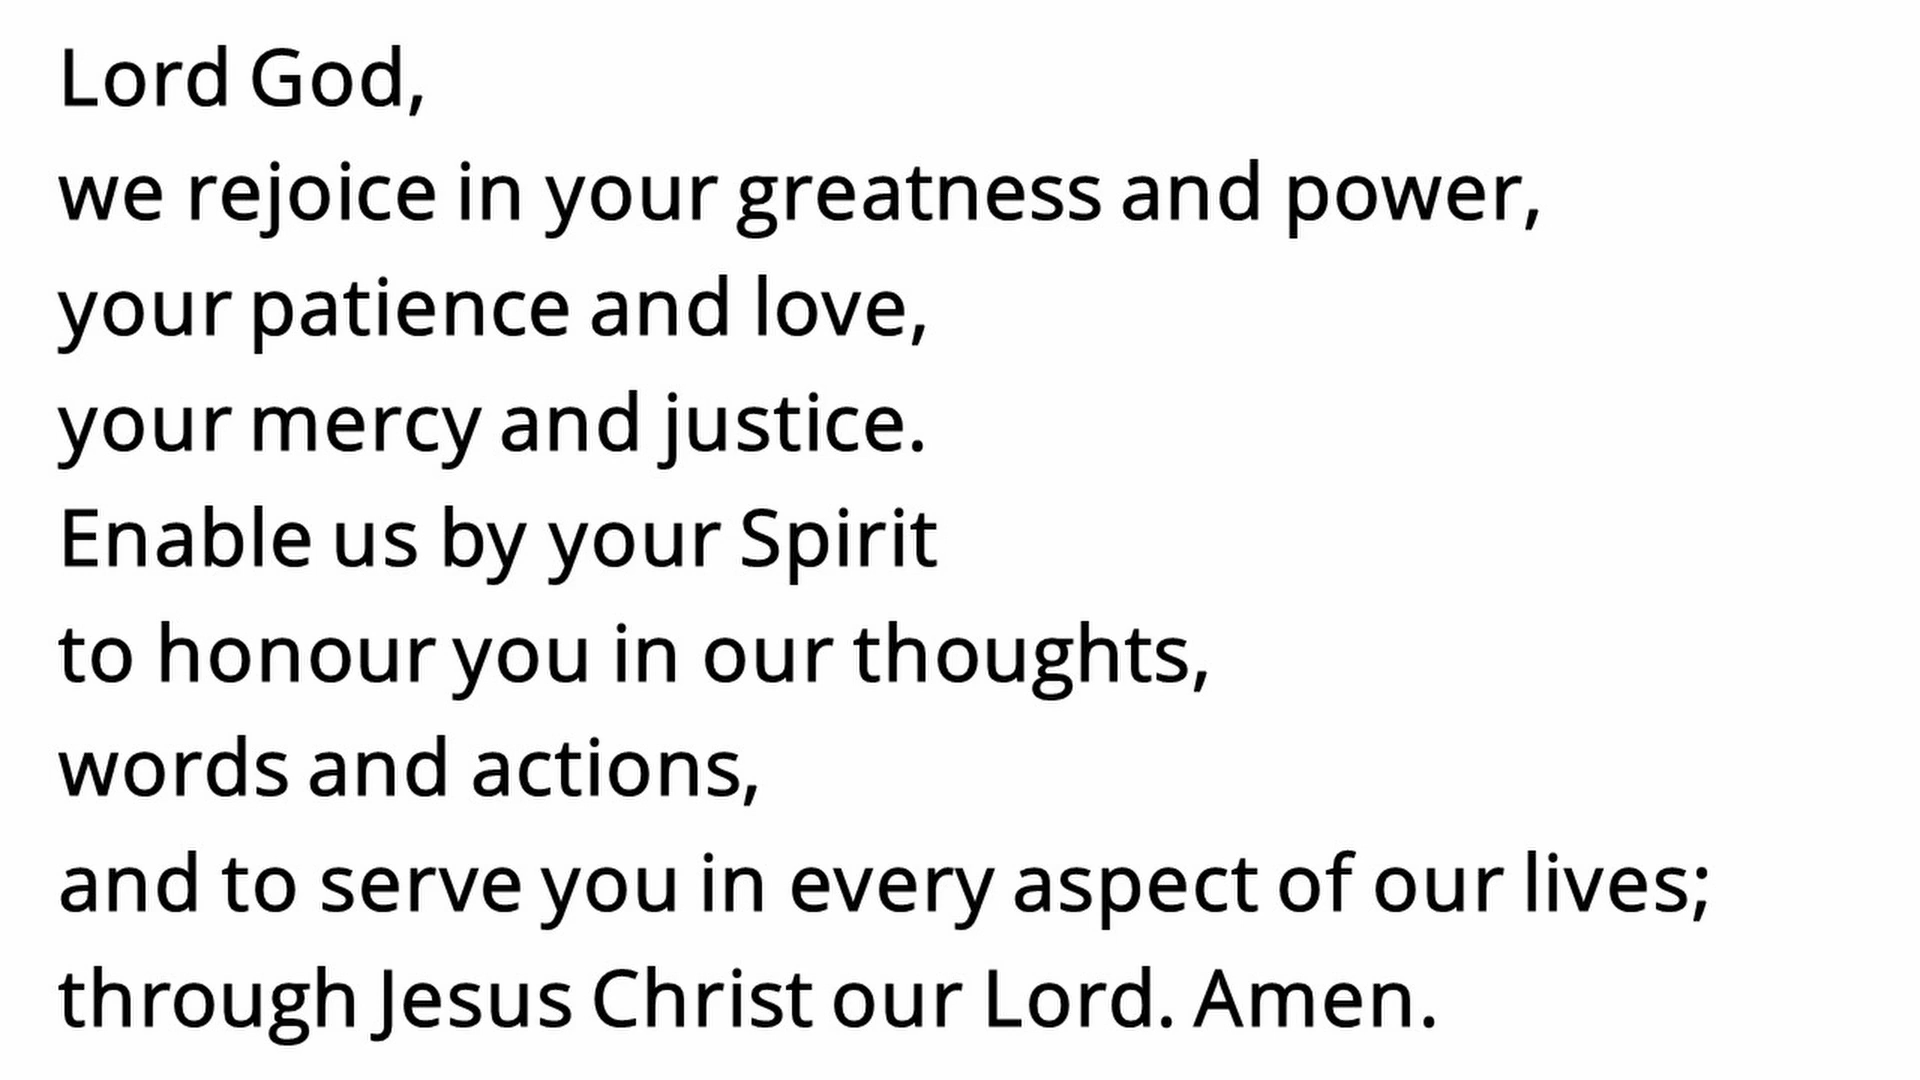 Lord God,
we rejoice in your greatness and power,
your patience and love,
your mercy and justice.
Enable us by your Spirit
to honour you in our thoughts,
words and actions,
and to serve you in every aspect of our lives;
through Jesus Christ our Lord. Amen.